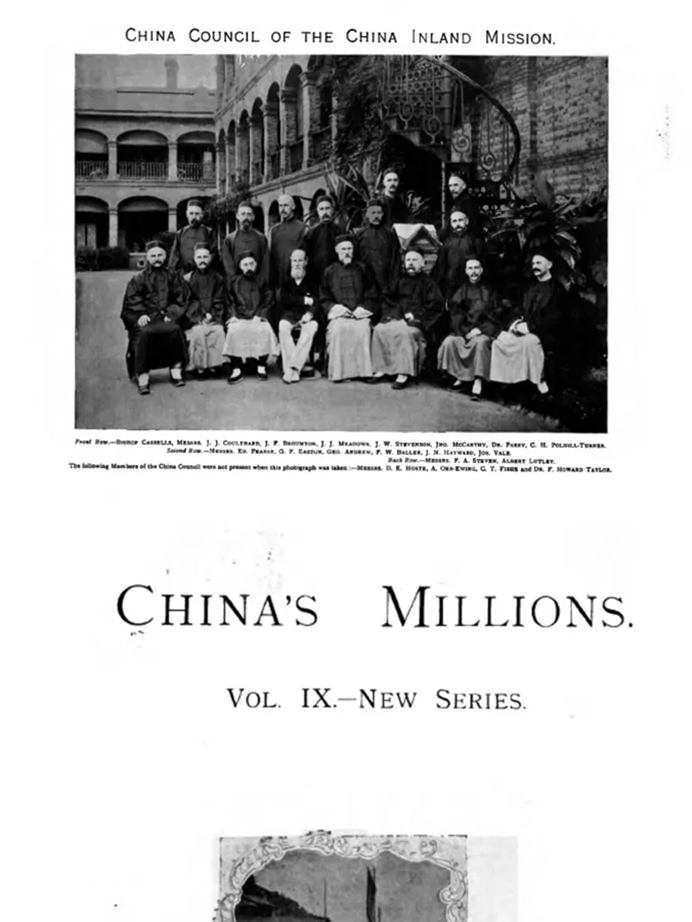 CHINA COUNCIL OF THE CHINA INLAND MISSION.
Front Row.—BISHOP CASSELLS, MESSRS. J. J. COULTHARD, J. F. BROUMTON, J. J. MEADOWS, J. W. STEVENSON, JNO. MCCARTHY, DR. PARRY, C. H. POLHILL-TURNER.
Second Row.—MESSRS. ED. PEARSE, G. F. EASTON, GEO. ANDREW, F. W. BALLER, J. N. HAYWARD, JOS. VALE.
Back Row.—MESSRS. F. A. STEVEN, ALBERT LUTLEY.
The following Members of the China Council were not present when this photograph was taken :—MESSRS. D. E. HOSTE, A. ORR-EWING, C. T. FISHE and DR. F. HOWARD TAYLOR.
CHINA'S MILLIONS.
VOL. IX.—NEW SERIES.